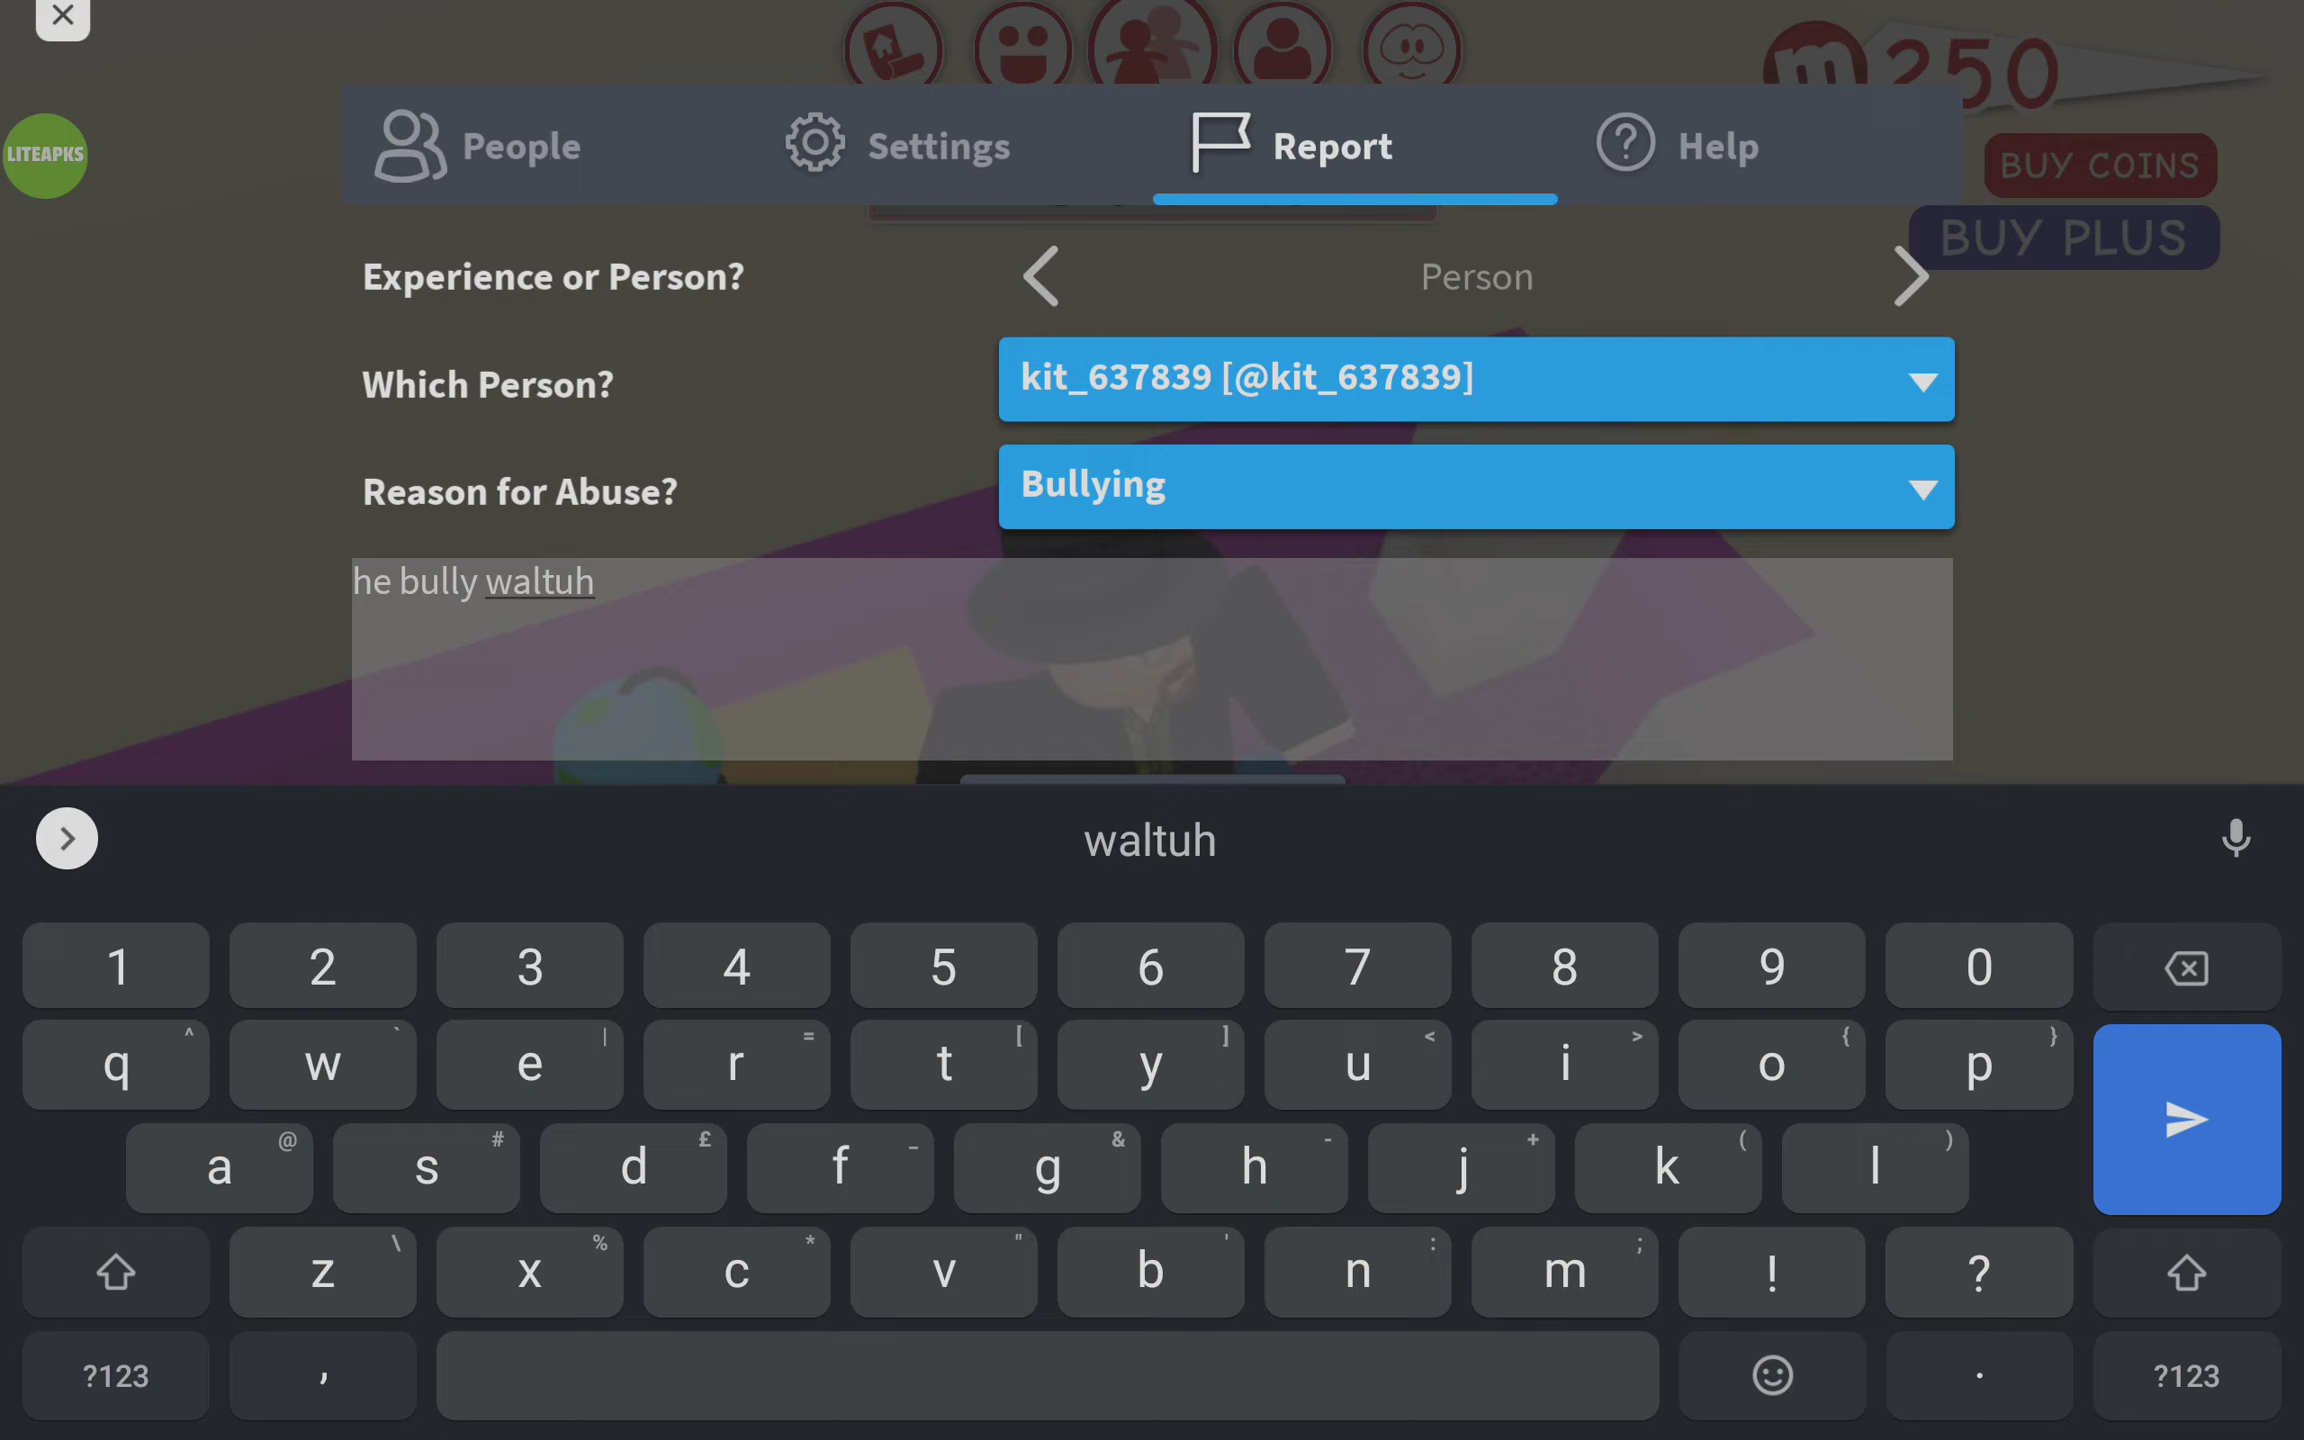 m 250
LITEAPKS
People Settings Report Help
BUY COINS
BUY PLUS
Experience or Person? Person
Which Person? kit_637839 [@kit_637839]
Reason for Abuse? Bullying
he bully waltuh
waltuh
1 2 3 4 5 6 7 8 9 0
q ^ w ` e | r = t [ y ] u < i > o { p }
a @ s # d £ f _ g & h - j + k ( l )
z \ x % c * v " b ' n : m ; ! ?
?123 , . ?123